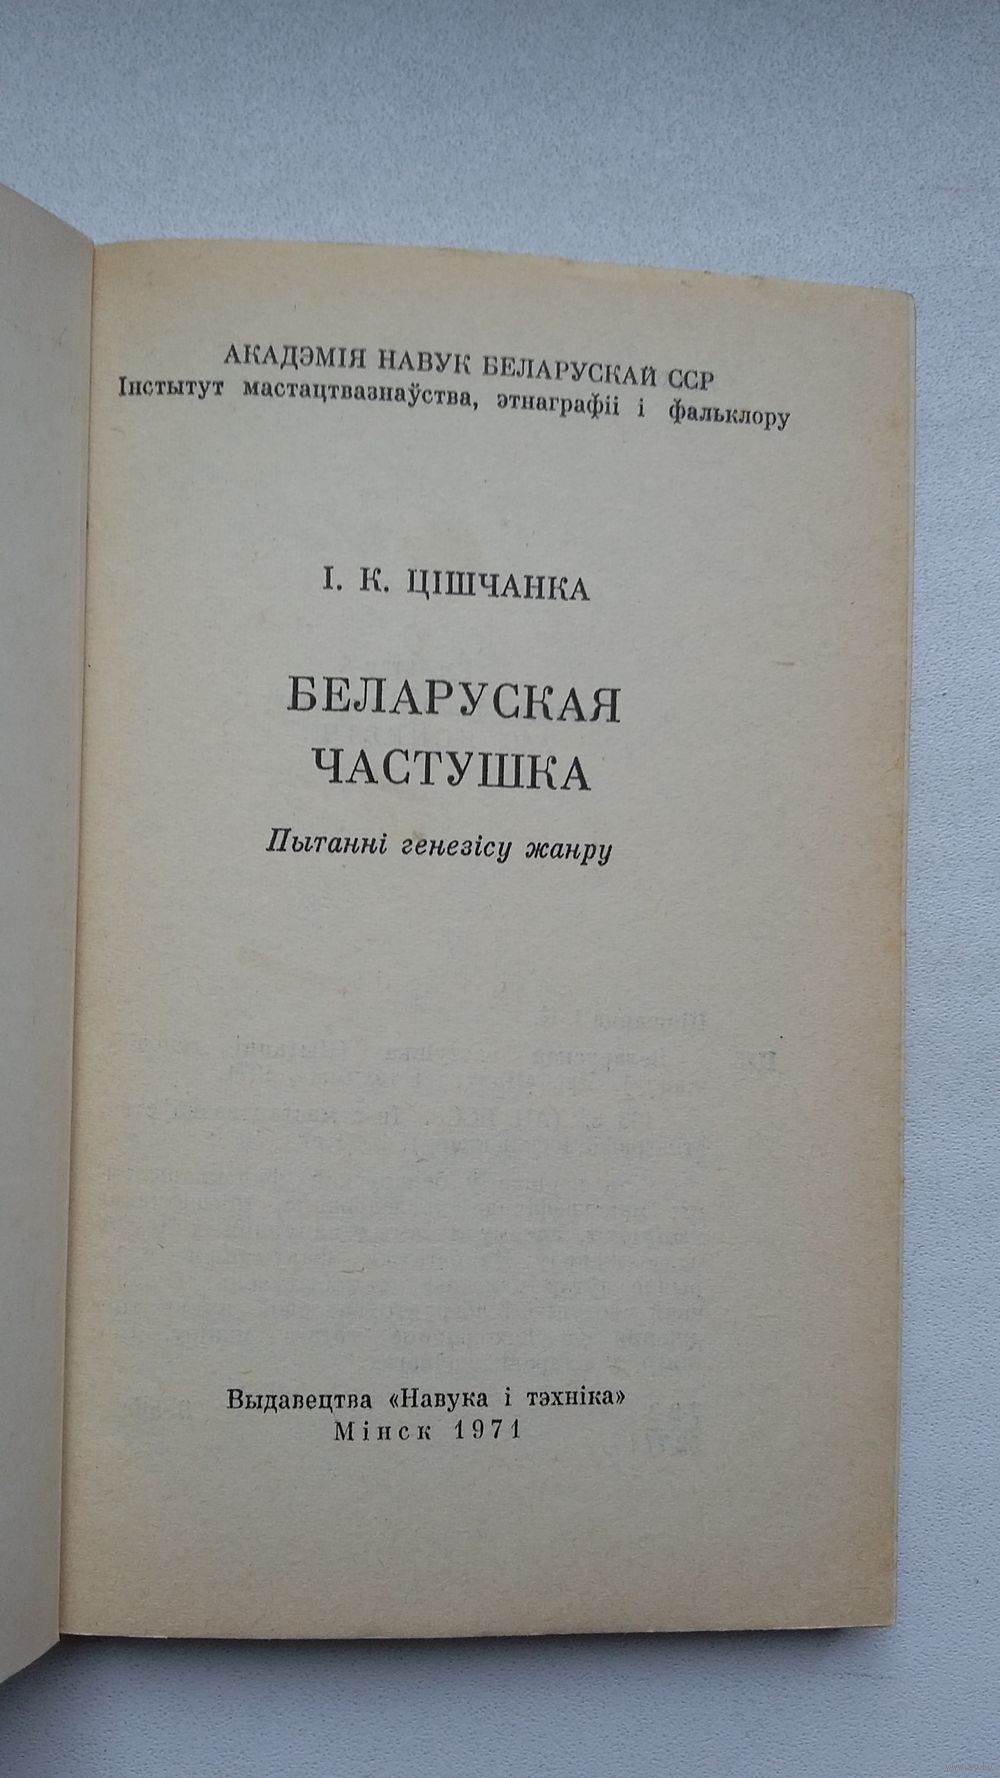 АКАДЭМІЯ НАВУК БЕЛАРУСКАЙ ССР
Інстытут мастацтвазнаўства, этнаграфіі і фальклору
І. К. ЦІШЧАНКА
БЕЛАРУСКАЯ
ЧАСТУШКА
Пытанні генезісу жанру
Выдавецтва «Навука і тэхніка»
Мінск 1971